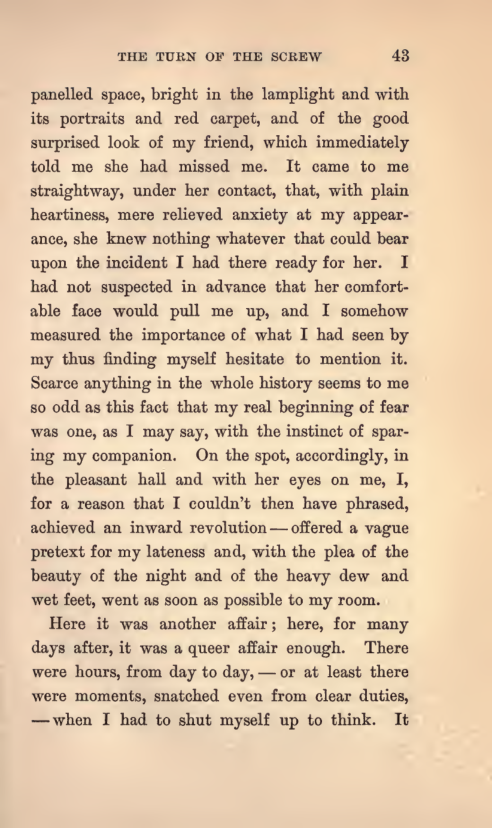 THE TURN OF THE SCREW 43
panelled space, bright in the lamplight and with
its portraits and red carpet, and of the good
surprised look of my friend, which immediately
told me she had missed me. It came to me
straightway, under her contact, that, with plain
heartiness, mere relieved anxiety at my appear-
ance, she knew nothing whatever that could bear
upon the incident I had there ready for her. I
had not suspected in advance that her comfort-
able face would pull me up, and I somehow
measured the importance of what I had seen by
my thus finding myself hesitate to mention it.
Scarce anything in the whole history seems to me
so odd as this fact that my real beginning of fear
was one, as I may say, with the instinct of spar-
ing my companion. On the spot, accordingly, in
the pleasant hall and with her eyes on me, I,
for a reason that I couldn't then have phrased,
achieved an inward revolution — offered a vague
pretext for my lateness and, with the plea of the
beauty of the night and of the heavy dew and
wet feet, went as soon as possible to my room.
Here it was another affair; here, for many
days after, it was a queer affair enough. There
were hours, from day to day, — or at least there
were moments, snatched even from clear duties,
— when I had to shut myself up to think. It